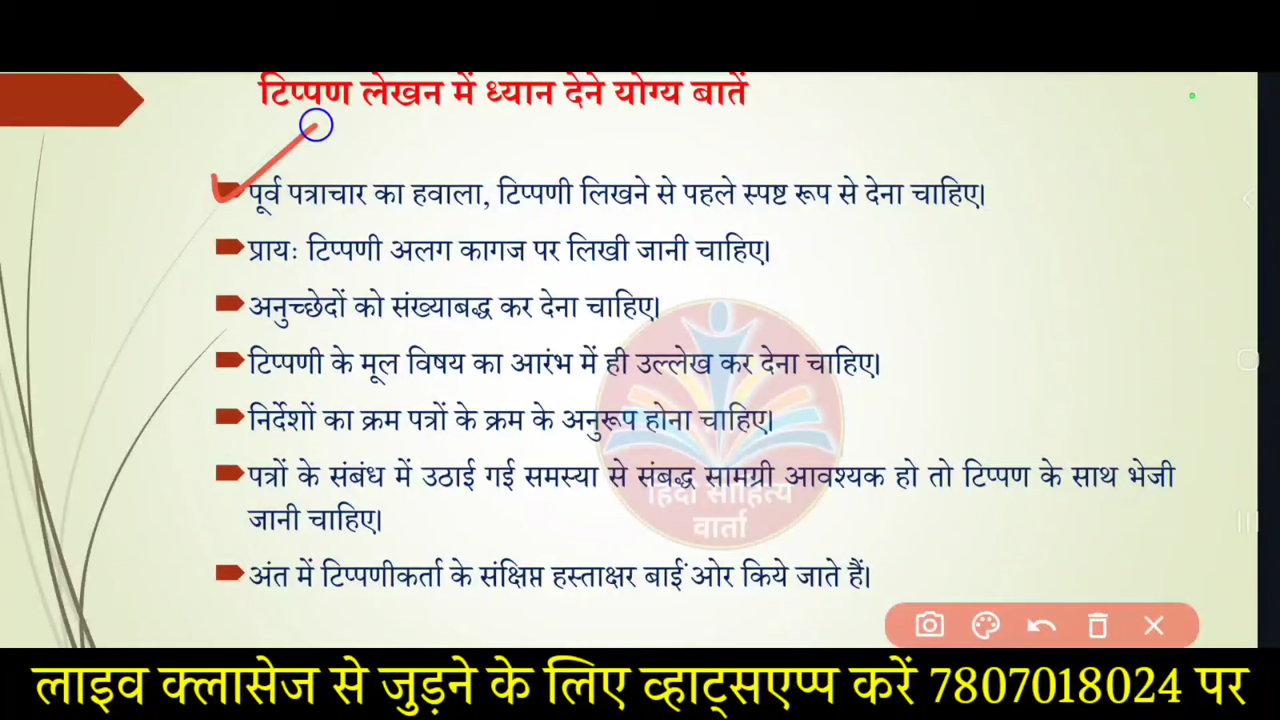 टिप्पण लेखन में ध्यान देने योग्य बातें
पूर्व पत्राचार का हवाला, टिप्पणी लिखने से पहले स्पष्ट रूप से देना चाहिए।
प्रायः टिप्पणी अलग कागज पर लिखी जानी चाहिए।
अनुच्छेदों को संख्याबद्ध कर देना चाहिए।
टिप्पणी के मूल विषय का आरंभ में ही उल्लेख कर देना चाहिए।
निर्देशों का क्रम पत्रों के क्रम के अनुरूप होना चाहिए।
पत्रों के संबंध में उठाई गई समस्या से संबद्ध सामग्री आवश्यक हो तो टिप्पण के साथ भेजी
जानी चाहिए।
हिंदी साहित्य
वार्ता
अंत में टिप्पणीकर्ता के संक्षिप्त हस्ताक्षर बाईं ओर किये जाते हैं।
लाइव क्लासेज से जुड़ने के लिए व्हाट्सएप्प करें 7807018024 पर